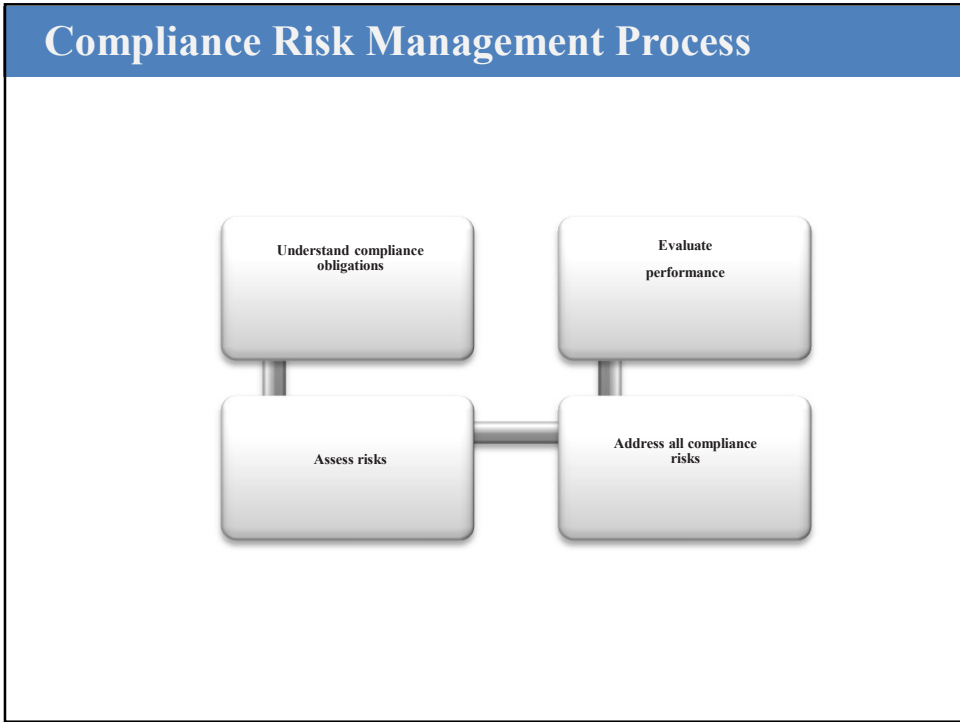 Compliance Risk Management Process
Understand compliance
obligations
Evaluate
performance
Assess risks
Address all compliance
risks